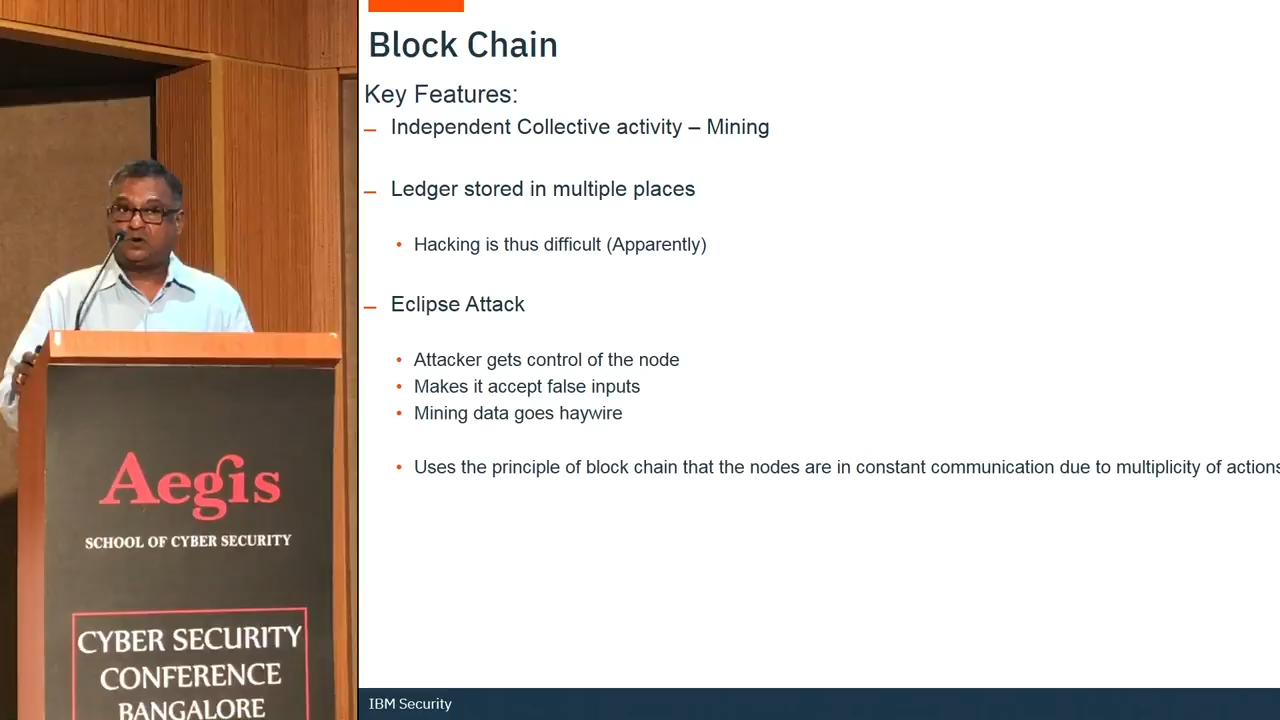 Block Chain
Key Features:
– Independent Collective activity – Mining
– Ledger stored in multiple places
• Hacking is thus difficult (Apparently)
– Eclipse Attack
• Attacker gets control of the node
• Makes it accept false inputs
• Mining data goes haywire
• Uses the principle of block chain that the nodes are in constant communication due to multiplicity of actions
IBM Security
Aegis
SCHOOL OF CYBER SECURITY
CYBER SECURITY
CONFERENCE
BANGALORE